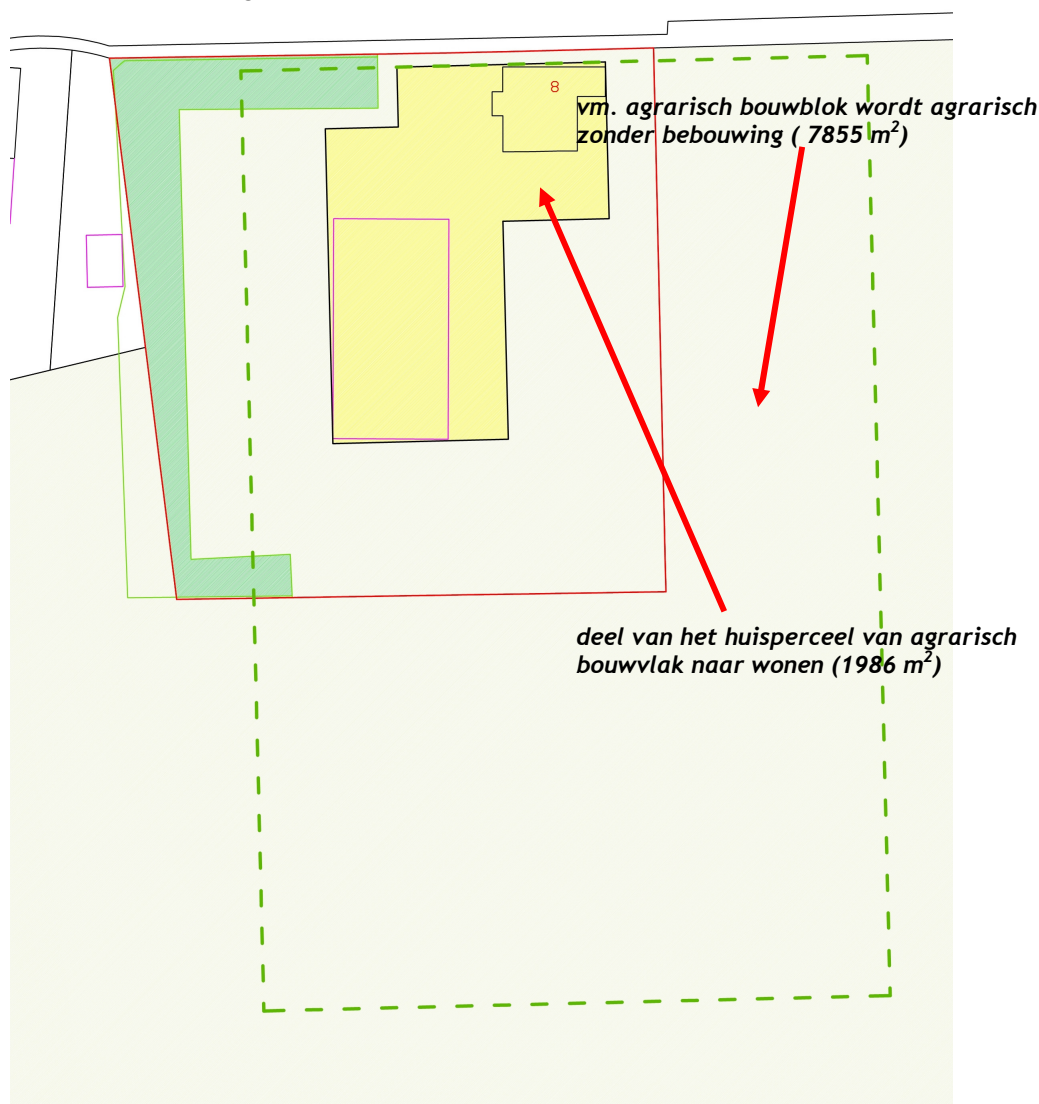 8
vm. agrarisch bouwblok wordt agrarisch
zonder bebouwing ( 7855 m²)
deel van het huisperceel van agrarisch
bouwvlak naar wonen (1986 m²)